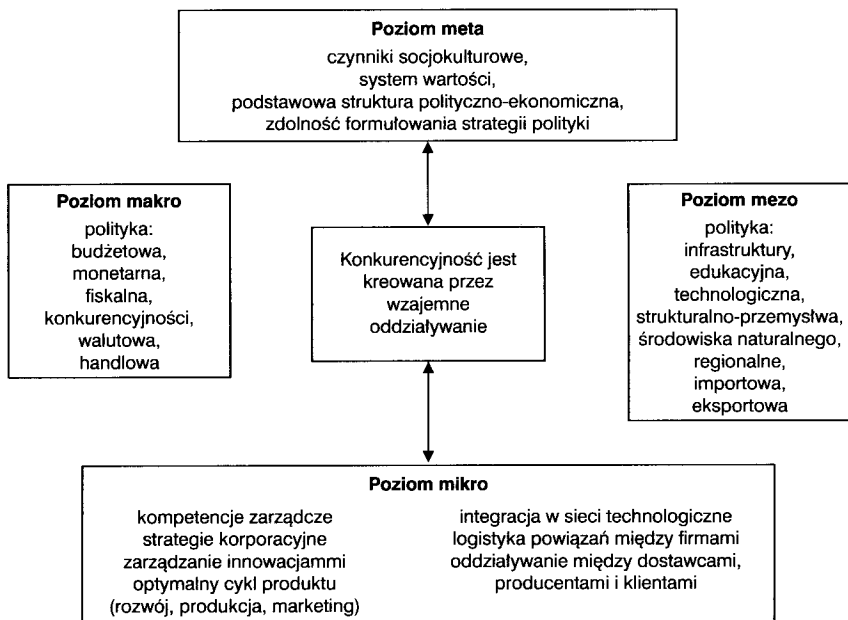 Poziom meta
czynniki socjokulturowe,
system wartości,
podstawowa struktura polityczno-ekonomiczna,
zdolność formułowania strategii polityki
Poziom makro
polityka:
budżetowa,
monetarna,
fiskalna,
konkurencyjności,
walutowa,
handlowa
Konkurencyjność jest
kreowana przez
wzajemne
oddziaływanie
Poziom mezo
polityka:
infrastruktury,
edukacyjna,
technologiczna,
strukturalno-przemysłwa,
środowiska naturalnego,
regionalne,
importowa,
eksportowa
Poziom mikro
kompetencje zarządcze
strategie korporacyjne
zarządzanie innowacjammi
optymalny cykl produktu
(rozwój, produkcja, marketing)
integracja w sieci technologiczne
logistyka powiązań między firmami
oddziaływanie między dostawcami,
producentami i klientami